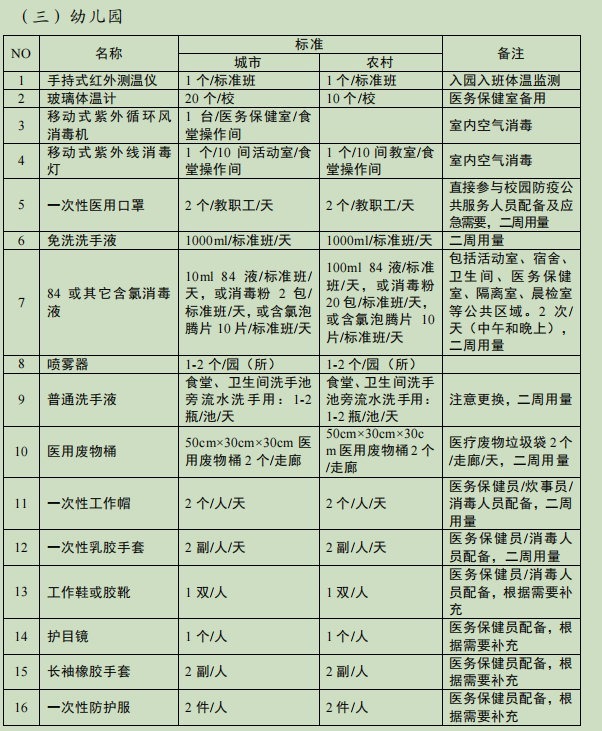 （三）幼儿园
NO 名称 标准 备注
城市 农村
1 手持式红外测温仪 1 个/标准班 1 个/标准班 入园入班体温监测
2 玻璃体温计 20 个/校 10 个/校 医务保健室备用
3 移动式紫外循环风消毒机 1 台/医务保健室/食堂操作间 室内空气消毒
4 移动式紫外线消毒灯 1 个/10 间活动室/食堂操作间 1 个/10 间教室/食堂操作间 室内空气消毒
5 一次性医用口罩 2 个/教职工/天 2 个/教职工/天 直接参与校园防疫公共服务人员配备及应急需要，二周用量
6 免洗洗手液 1000ml/标准班/天 1000ml/标准班/天 二周用量
7 84 或其它含氯消毒液 10ml 84 液/标准班/天，或消毒粉 2 包/标准班/天，或含氯泡腾片 10 片/标准班/天 100ml 84 液/标准班/天，或消毒粉 20 包/标准班/天，或含氯泡腾片 10 片/标准班/天 包括活动室、宿舍、卫生间、医务保健室、隔离室、晨检室等公共区域。2 次/天（中午和晚上），二周用量
8 喷雾器 1-2 个/园（所） 1-2 个/园（所）
9 普通洗手液 食堂、卫生间洗手池旁流水洗手用：1-2 瓶/池/天 食堂、卫生间洗手池旁流水洗手用：1-2 瓶/池/天 注意更换，二周用量
10 医用废物桶 50cm×30cm×30cm 医用废物桶 2 个/走廊 50cm×30cm×30cm 医用废物桶 2 个/走廊 医疗废物垃圾袋 2 个/走廊/天，二周用量
11 一次性工作帽 2 个/人/天 2 个/人/天 医务保健员/炊事员/消毒人员配备，二周用量
12 一次性乳胶手套 2 副/人/天 2 副/人/天 医务保健员/消毒人员配备，二周用量
13 工作鞋或胶靴 1 双/人 1 双/人 医务保健员/消毒人员配备，根据需要补充
14 护目镜 1 个/人 1 个/人 医务保健员配备，根据需要补充
15 长袖橡胶手套 2 副/人 2 副/人 医务保健员配备，根据需要补充
16 一次性防护服 2 件/人 2 件/人 医务保健员配备，根据需要补充